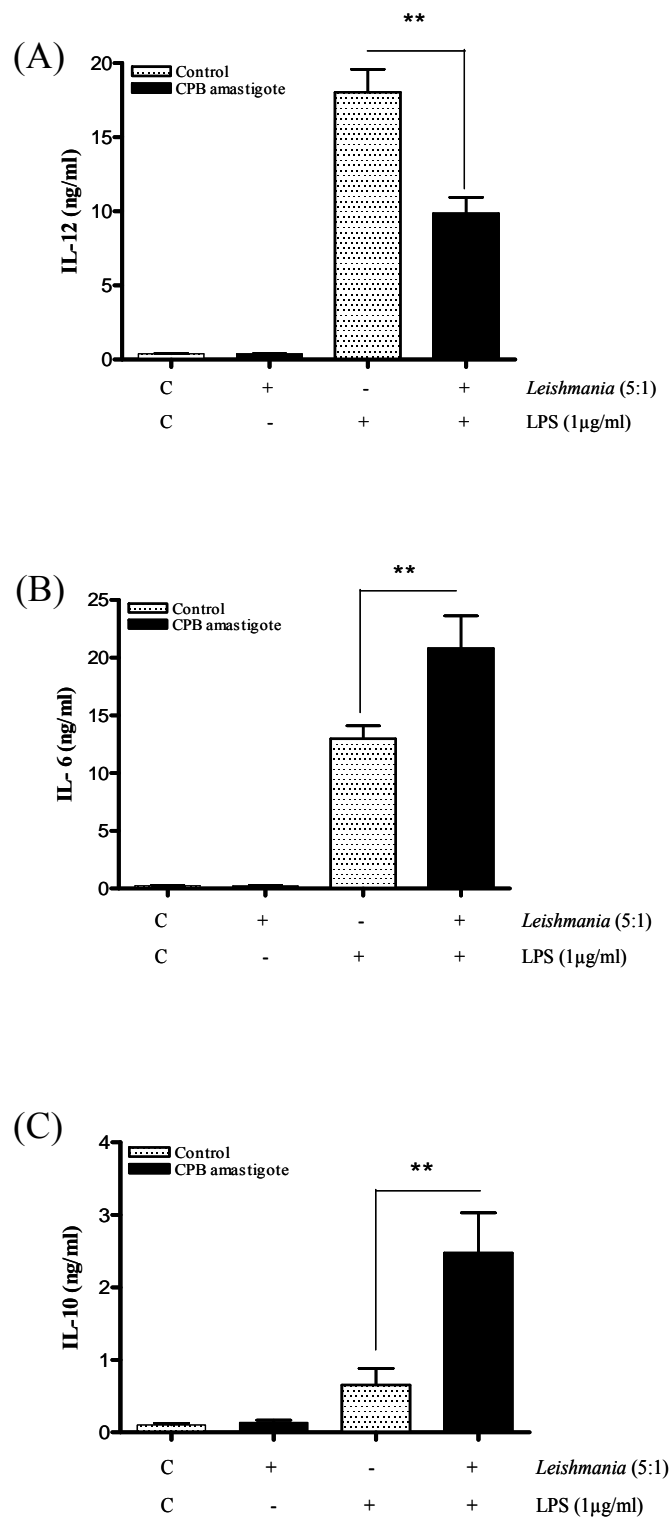 (A)
**
Control
CPB amastigote
20
15
10
5
0
IL-12 (ng/ml)
C + - + Leishmania (5:1)
C - + + LPS (1µg/ml)
(B)
**
Control
CPB amastigote
25
20
15
10
5
0
IL- 6 (ng/ml)
C + - + Leishmania (5:1)
C - + + LPS (1µg/ml)
(C)
**
Control
CPB amastigote
4
3
2
1
0
IL-10 (ng/ml)
C + - + Leishmania (5:1)
C - + + LPS (1µg/ml)